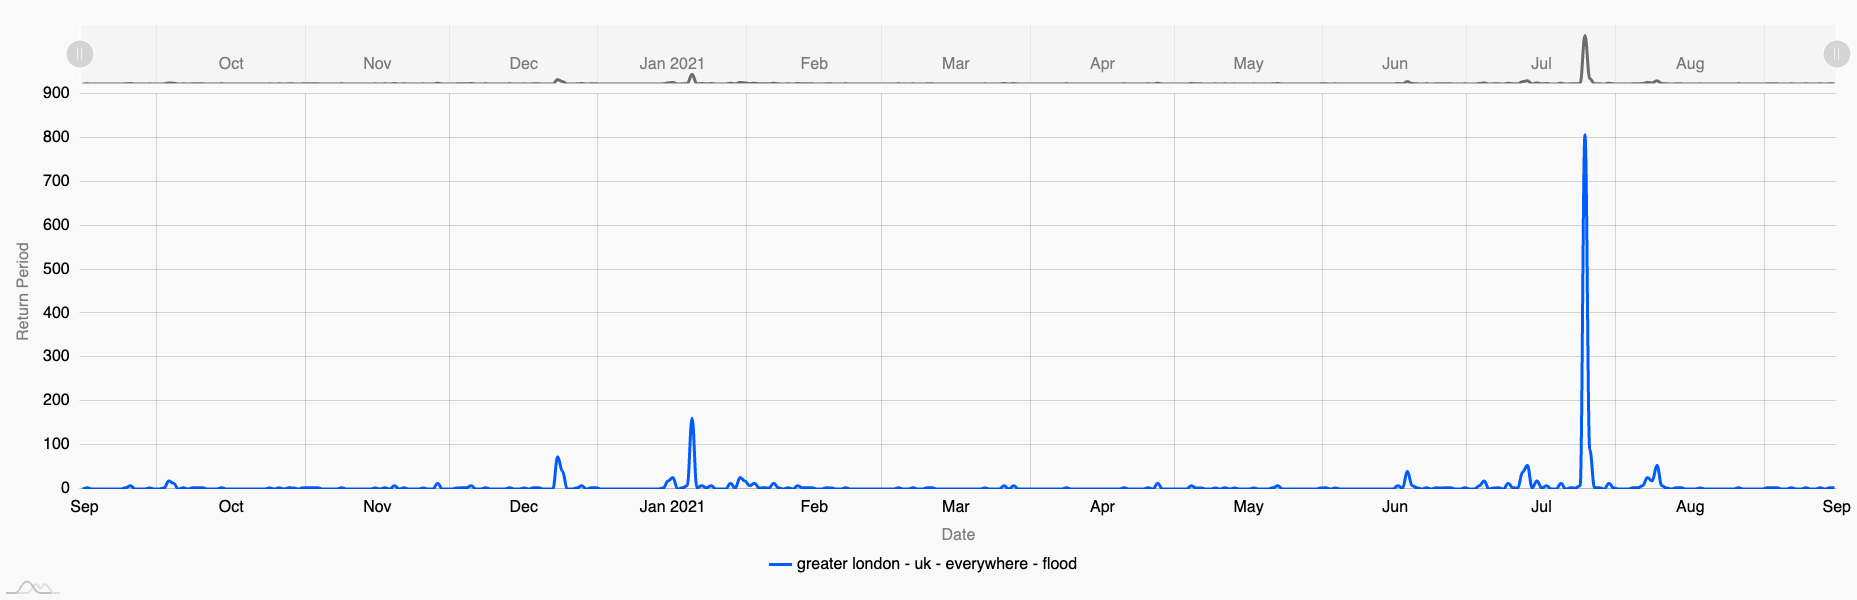 Oct Nov Dec Jan 2021 Feb Mar Apr May Jun Jul Aug
900
800
700
600
500
400
300
200
100
0
Return Period
Sep Oct Nov Dec Jan 2021 Feb Mar Apr May Jun Jul Aug Sep
Date
greater london - uk - everywhere - flood